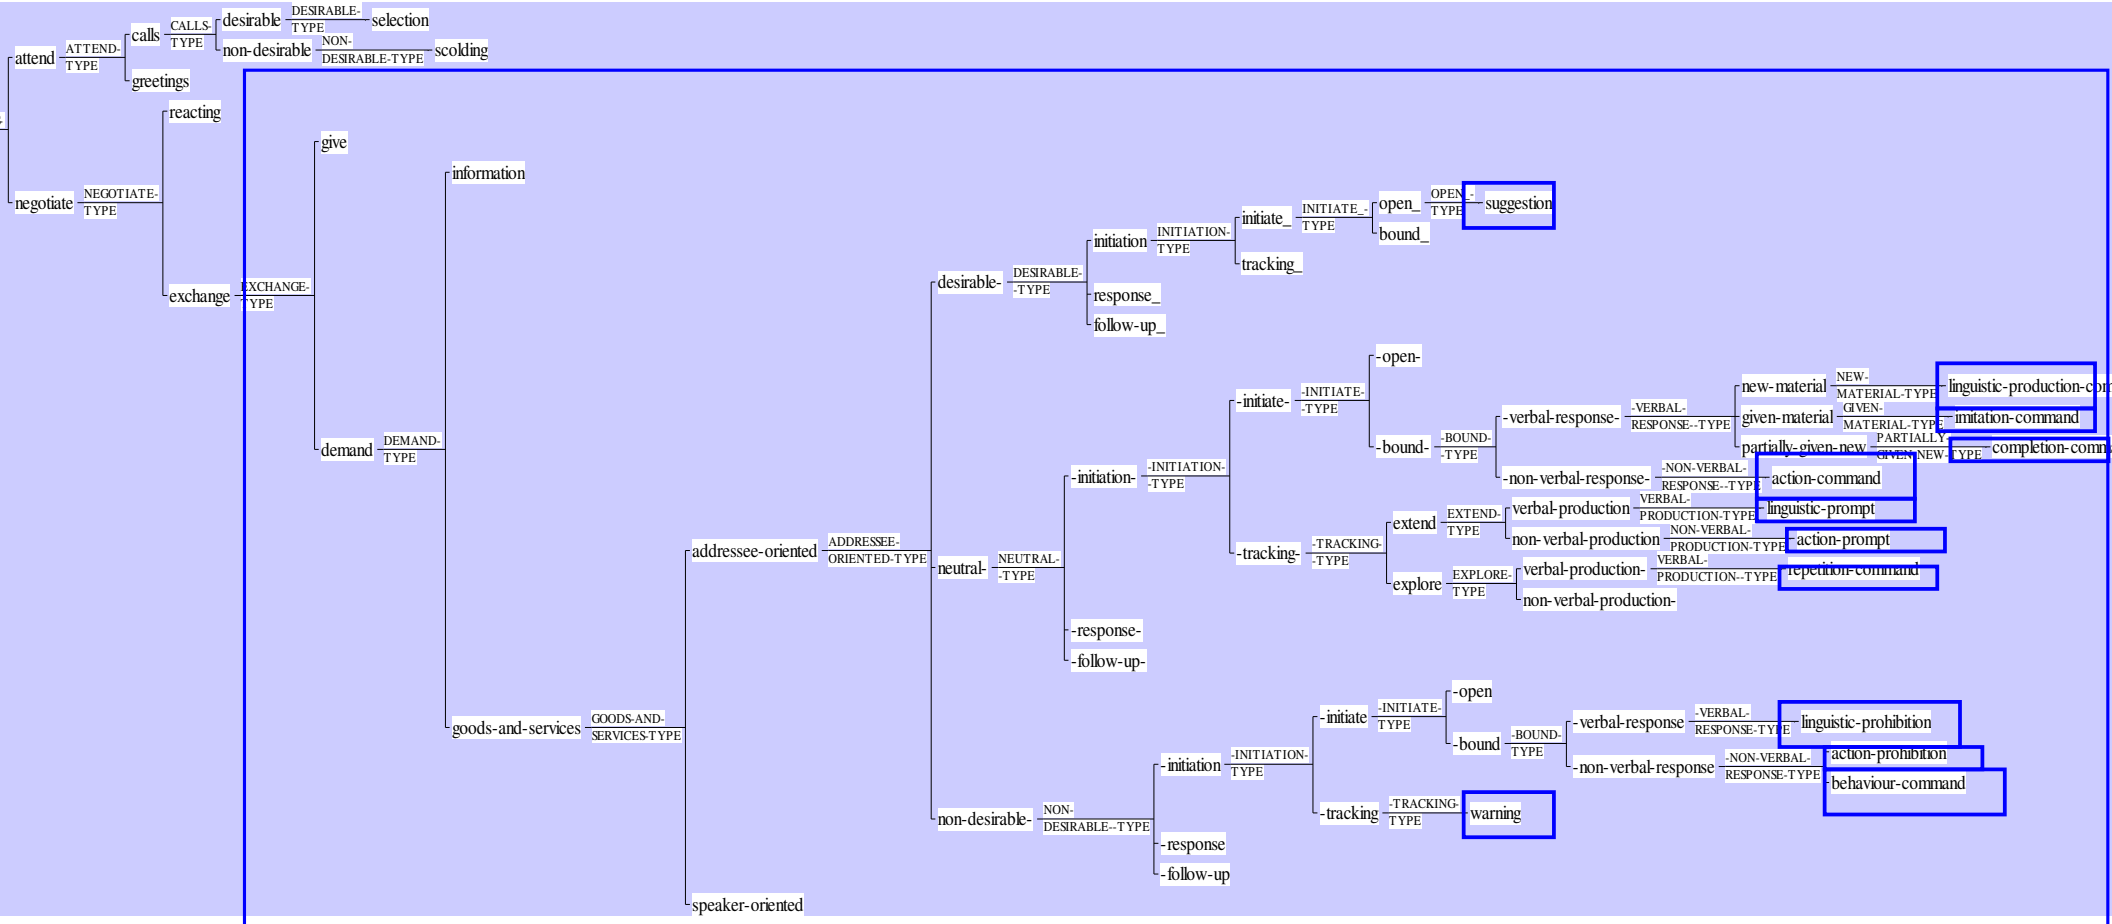 desirable DESIRABLE-TYPE selection
calls CALLS-TYPE
non-desirable NON-DESIRABLE-TYPE scolding
attend ATTEND-TYPE
greetings
reacting
give
information
negotiate NEGOTIATE-TYPE
open_ OPEN_-TYPE suggestion
initiate_ INITIATE_-TYPE
bound_
initiation INITIATION-TYPE
tracking_
desirable- DESIRABLE--TYPE
response_
exchange EXCHANGE-TYPE
follow-up_
-open-
new-material NEW-MATERIAL-TYPE linguistic-production-com
-initiate- -INITIATE--TYPE
-verbal-response- -VERBAL-RESPONSE--TYPE
given-material GIVEN-MATERIAL-TYPE imitation-command
-bound- -BOUND--TYPE
partially-given-new PARTIALLY-GIVEN-NEW-TYPE completion-comm
demand DEMAND-TYPE
-initiation- -INITIATION--TYPE
-non-verbal-response- -NON-VERBAL-RESPONSE--TYPE action-command
verbal-production VERBAL-PRODUCTION-TYPE linguistic-prompt
extend EXTEND-TYPE
non-verbal-production NON-VERBAL-PRODUCTION-TYPE action-prompt
addressee-oriented ADDRESSEE-ORIENTED-TYPE
-tracking- -TRACKING--TYPE
neutral- NEUTRAL--TYPE
verbal-production- VERBAL-PRODUCTION--TYPE repetition-command
explore EXPLORE-TYPE
non-verbal-production-
-response-
-follow-up-
-open
-initiate -INITIATE-TYPE
-verbal-response -VERBAL-RESPONSE-TYPE linguistic-prohibition
goods-and-services GOODS-AND-SERVICES-TYPE
-bound -BOUND-TYPE
action-prohibition
-initiation -INITIATION-TYPE
-non-verbal-response -NON-VERBAL-RESPONSE-TYPE
behaviour-command
-tracking -TRACKING-TYPE warning
non-desirable- NON-DESIRABLE--TYPE
-response
-follow-up
speaker-oriented